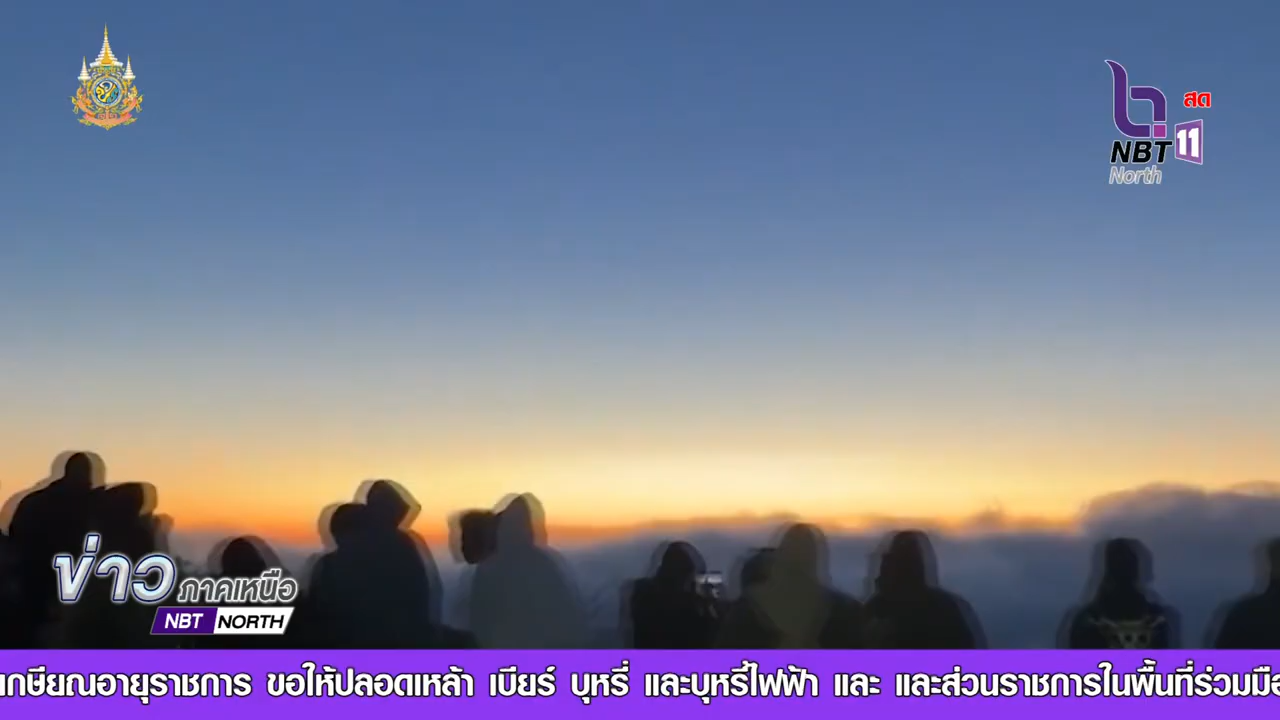 สด
NBT 11
North
ข่าว
ภาคเหนือ
NBT NORTH
เกษียณอายุราชการ ขอให้ปลอดเหล้า เบียร์ บุหรี่ และบุหรี่ไฟฟ้า และ และส่วนราชการในพื้นที่ร่วมมือ